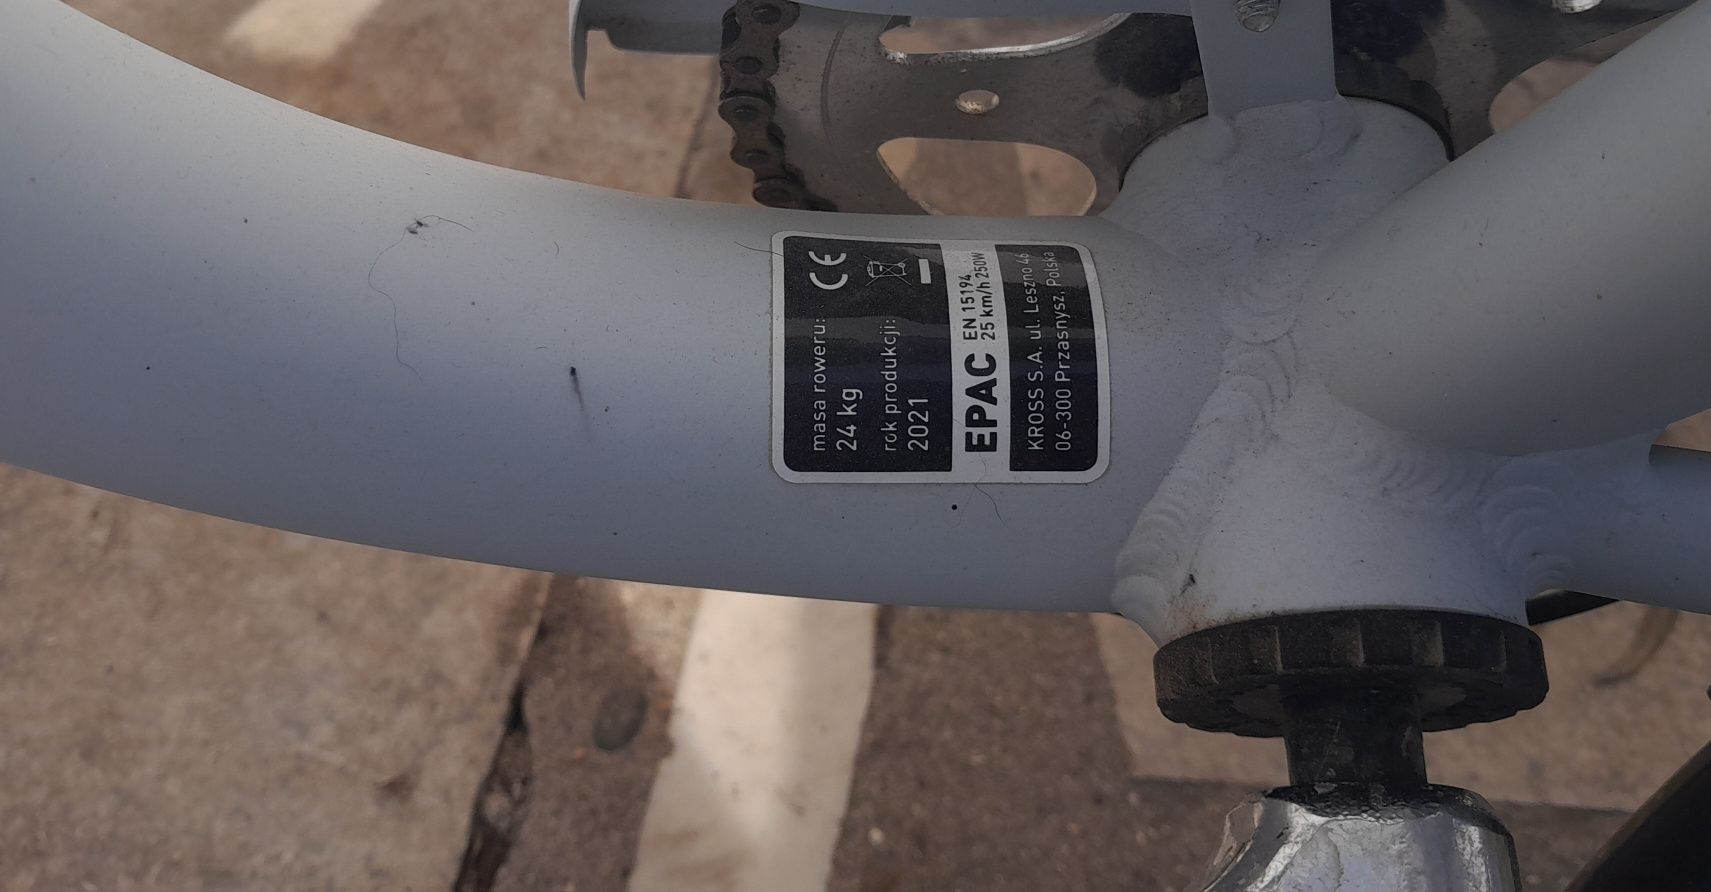 masa roweru: CE
24 kg
rok produkcji:
2021
EPAC EN 15194
25 km/h 250W
KROSS S.A. ul. Leszno 46
06-300 Przasnysz, Polska